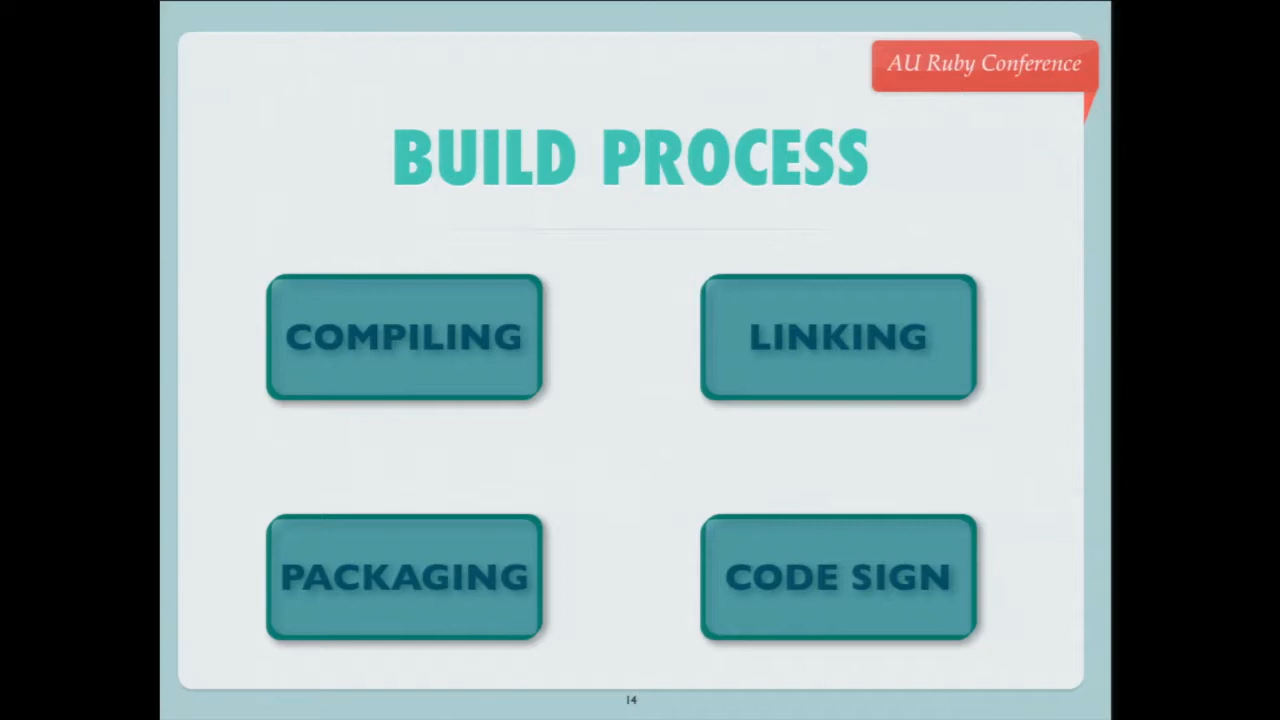 AU Ruby Conference
BUILD PROCESS
COMPILING
LINKING
PACKAGING
CODE SIGN
14